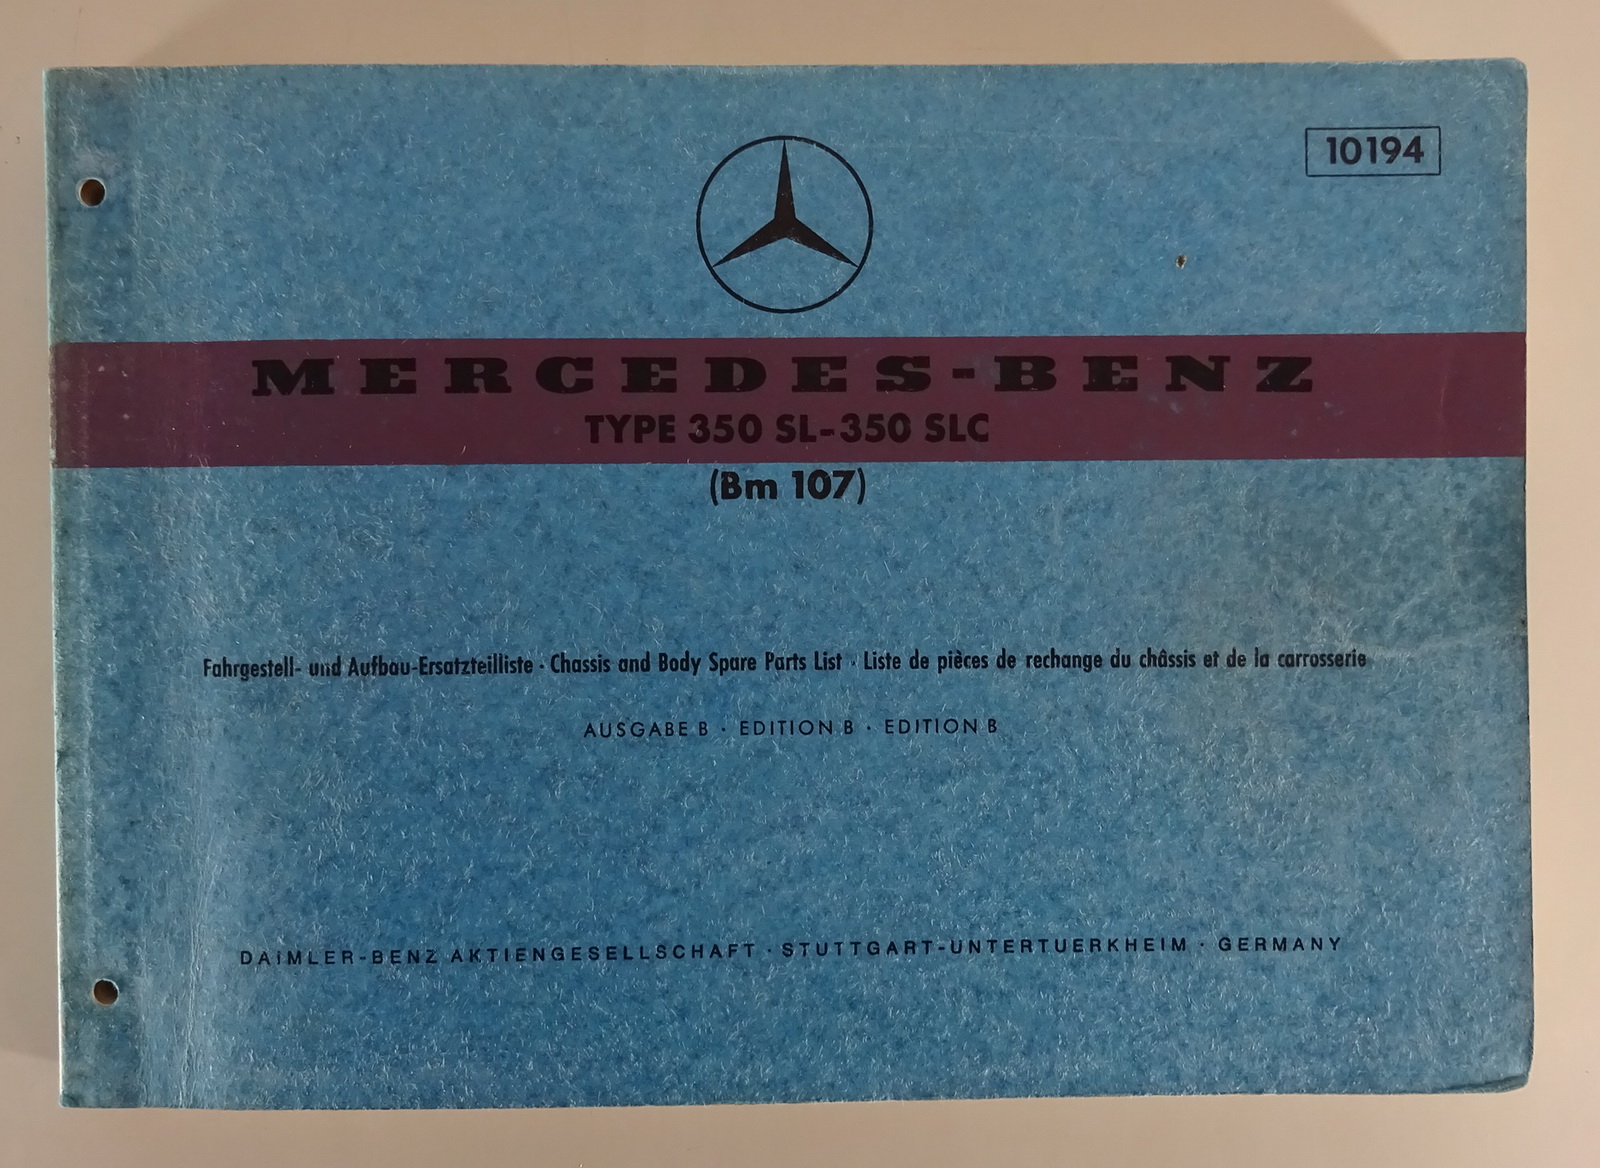 10194
MERCEDES-BENZ
TYPE 350 SL-350 SLC
(Bm 107)
Fahrgestell- und Aufbau-Ersatzteilliste · Chassis and Body Spare Parts List · Liste de pièces de rechange du châssis et de la carrosserie
AUSGABE B · EDITION B · EDITION B
DAIMLER-BENZ AKTIENGESELLSCHAFT · STUTTGART-UNTERTUERKHEIM · GERMANY